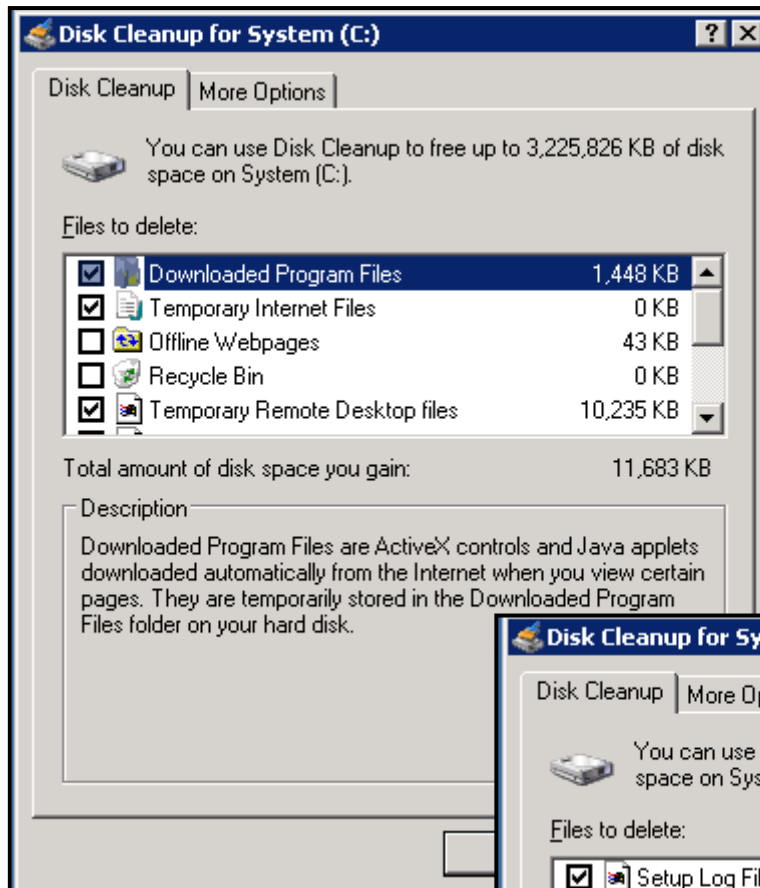 Disk Cleanup for System (C:)
Disk Cleanup More Options
You can use Disk Cleanup to free up to 3,225,826 KB of disk
space on System (C:).
Files to delete:
Downloaded Program Files 1,448 KB
Temporary Internet Files 0 KB
Offline Webpages 43 KB
Recycle Bin 0 KB
Temporary Remote Desktop files 10,235 KB
Total amount of disk space you gain: 11,683 KB
Description
Downloaded Program Files are ActiveX controls and Java applets
downloaded automatically from the Internet when you view certain
pages. They are temporarily stored in the Downloaded Program
Files folder on your hard disk.
Disk Cleanup for Sy
Disk Cleanup More Op
You can use
space on Sys
Files to delete:
Setup Log Fil